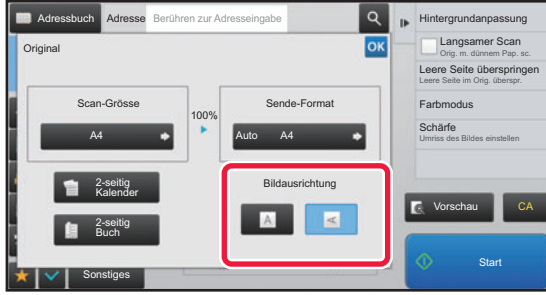 Adressbuch
Adresse
Berühren zur Adresseingabe
Original
OK
Scan-Grösse
A4
100%
Sende-Format
Auto A4
2-seitig
Kalender
2-seitig
Buch
Bildausrichtung
A
A
Sonstiges
Hintergrundanpassung
Langsamer Scan
Orig. m. dünnem Pap. sc.
Leere Seite überspringen
Leere Seite im Orig. überspr.
Farbmodus
Schärfe
Umriss des Bildes einstellen
Vorschau
CA
Start